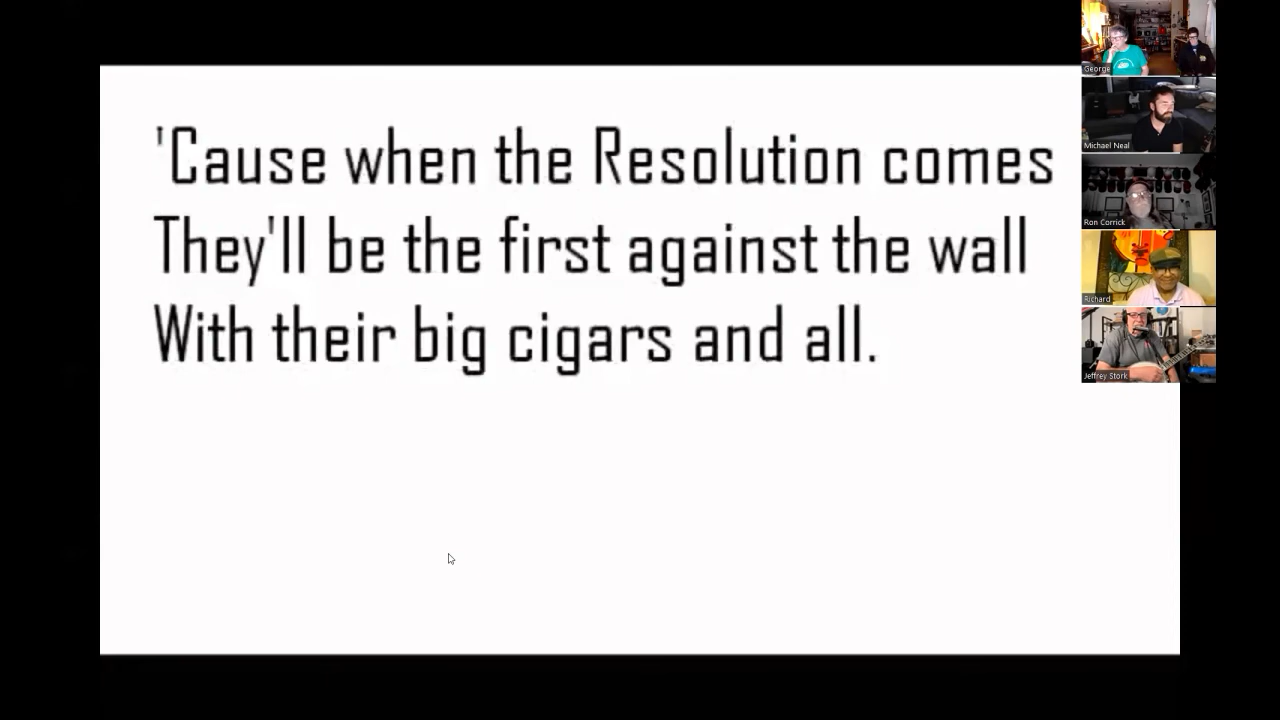 'Cause when the Resolution comes
They'll be the first against the wall
With their big cigars and all.
George
Michael Neal
Ron Corrick
Richard
Jeffrey Stork